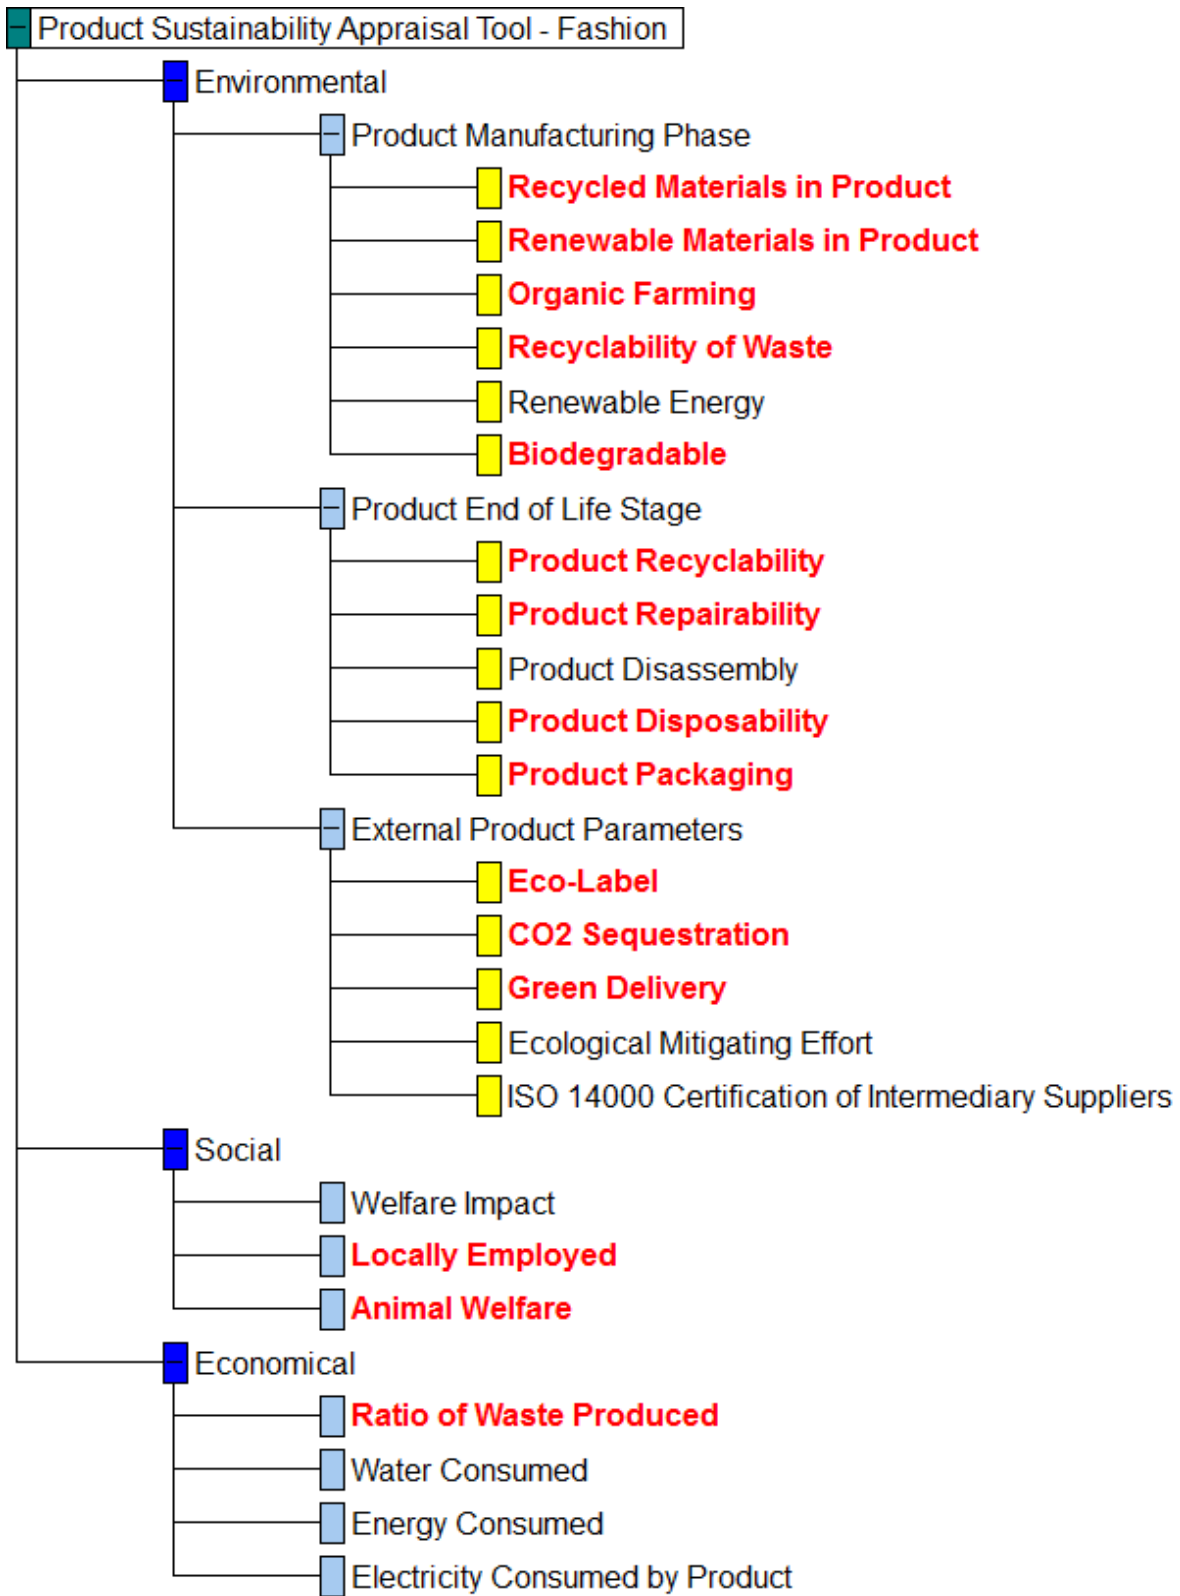 Product Sustainability Appraisal Tool - Fashion
Environmental
Product Manufacturing Phase
Recycled Materials in Product
Renewable Materials in Product
Organic Farming
Recyclability of Waste
Renewable Energy
Biodegradable
Product End of Life Stage
Product Recyclability
Product Repairability
Product Disassembly
Product Disposability
Product Packaging
External Product Parameters
Eco-Label
CO2 Sequestration
Green Delivery
Ecological Mitigating Effort
ISO 14000 Certification of Intermediary Suppliers
Social
Welfare Impact
Locally Employed
Animal Welfare
Economical
Ratio of Waste Produced
Water Consumed
Energy Consumed
Electricity Consumed by Product